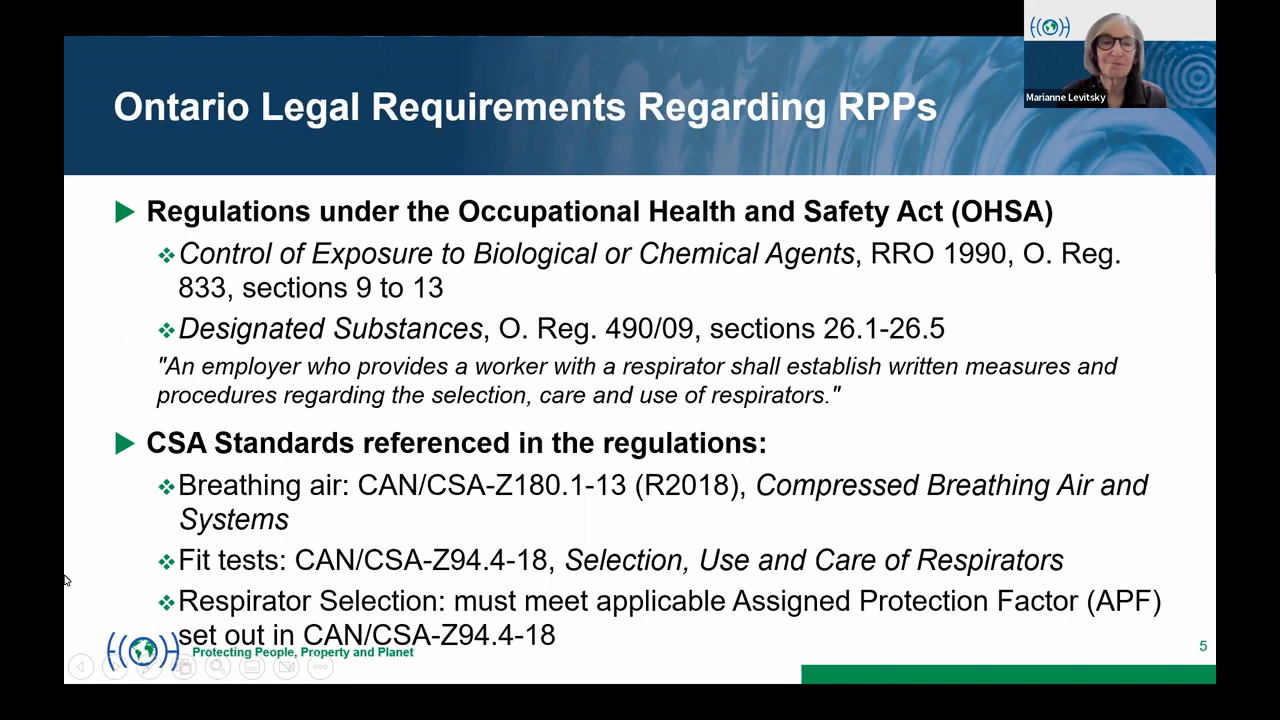 Marianne Levitsky
Ontario Legal Requirements Regarding RPPs
Regulations under the Occupational Health and Safety Act (OHSA)
Control of Exposure to Biological or Chemical Agents, RRO 1990, O. Reg.
833, sections 9 to 13
Designated Substances, O. Reg. 490/09, sections 26.1-26.5
"An employer who provides a worker with a respirator shall establish written measures and
procedures regarding the selection, care and use of respirators."
CSA Standards referenced in the regulations:
Breathing air: CAN/CSA-Z180.1-13 (R2018), Compressed Breathing Air and
Systems
Fit tests: CAN/CSA-Z94.4-18, Selection, Use and Care of Respirators
Respirator Selection: must meet applicable Assigned Protection Factor (APF)
set out in CAN/CSA-Z94.4-18
Protecting People, Property and Planet
5